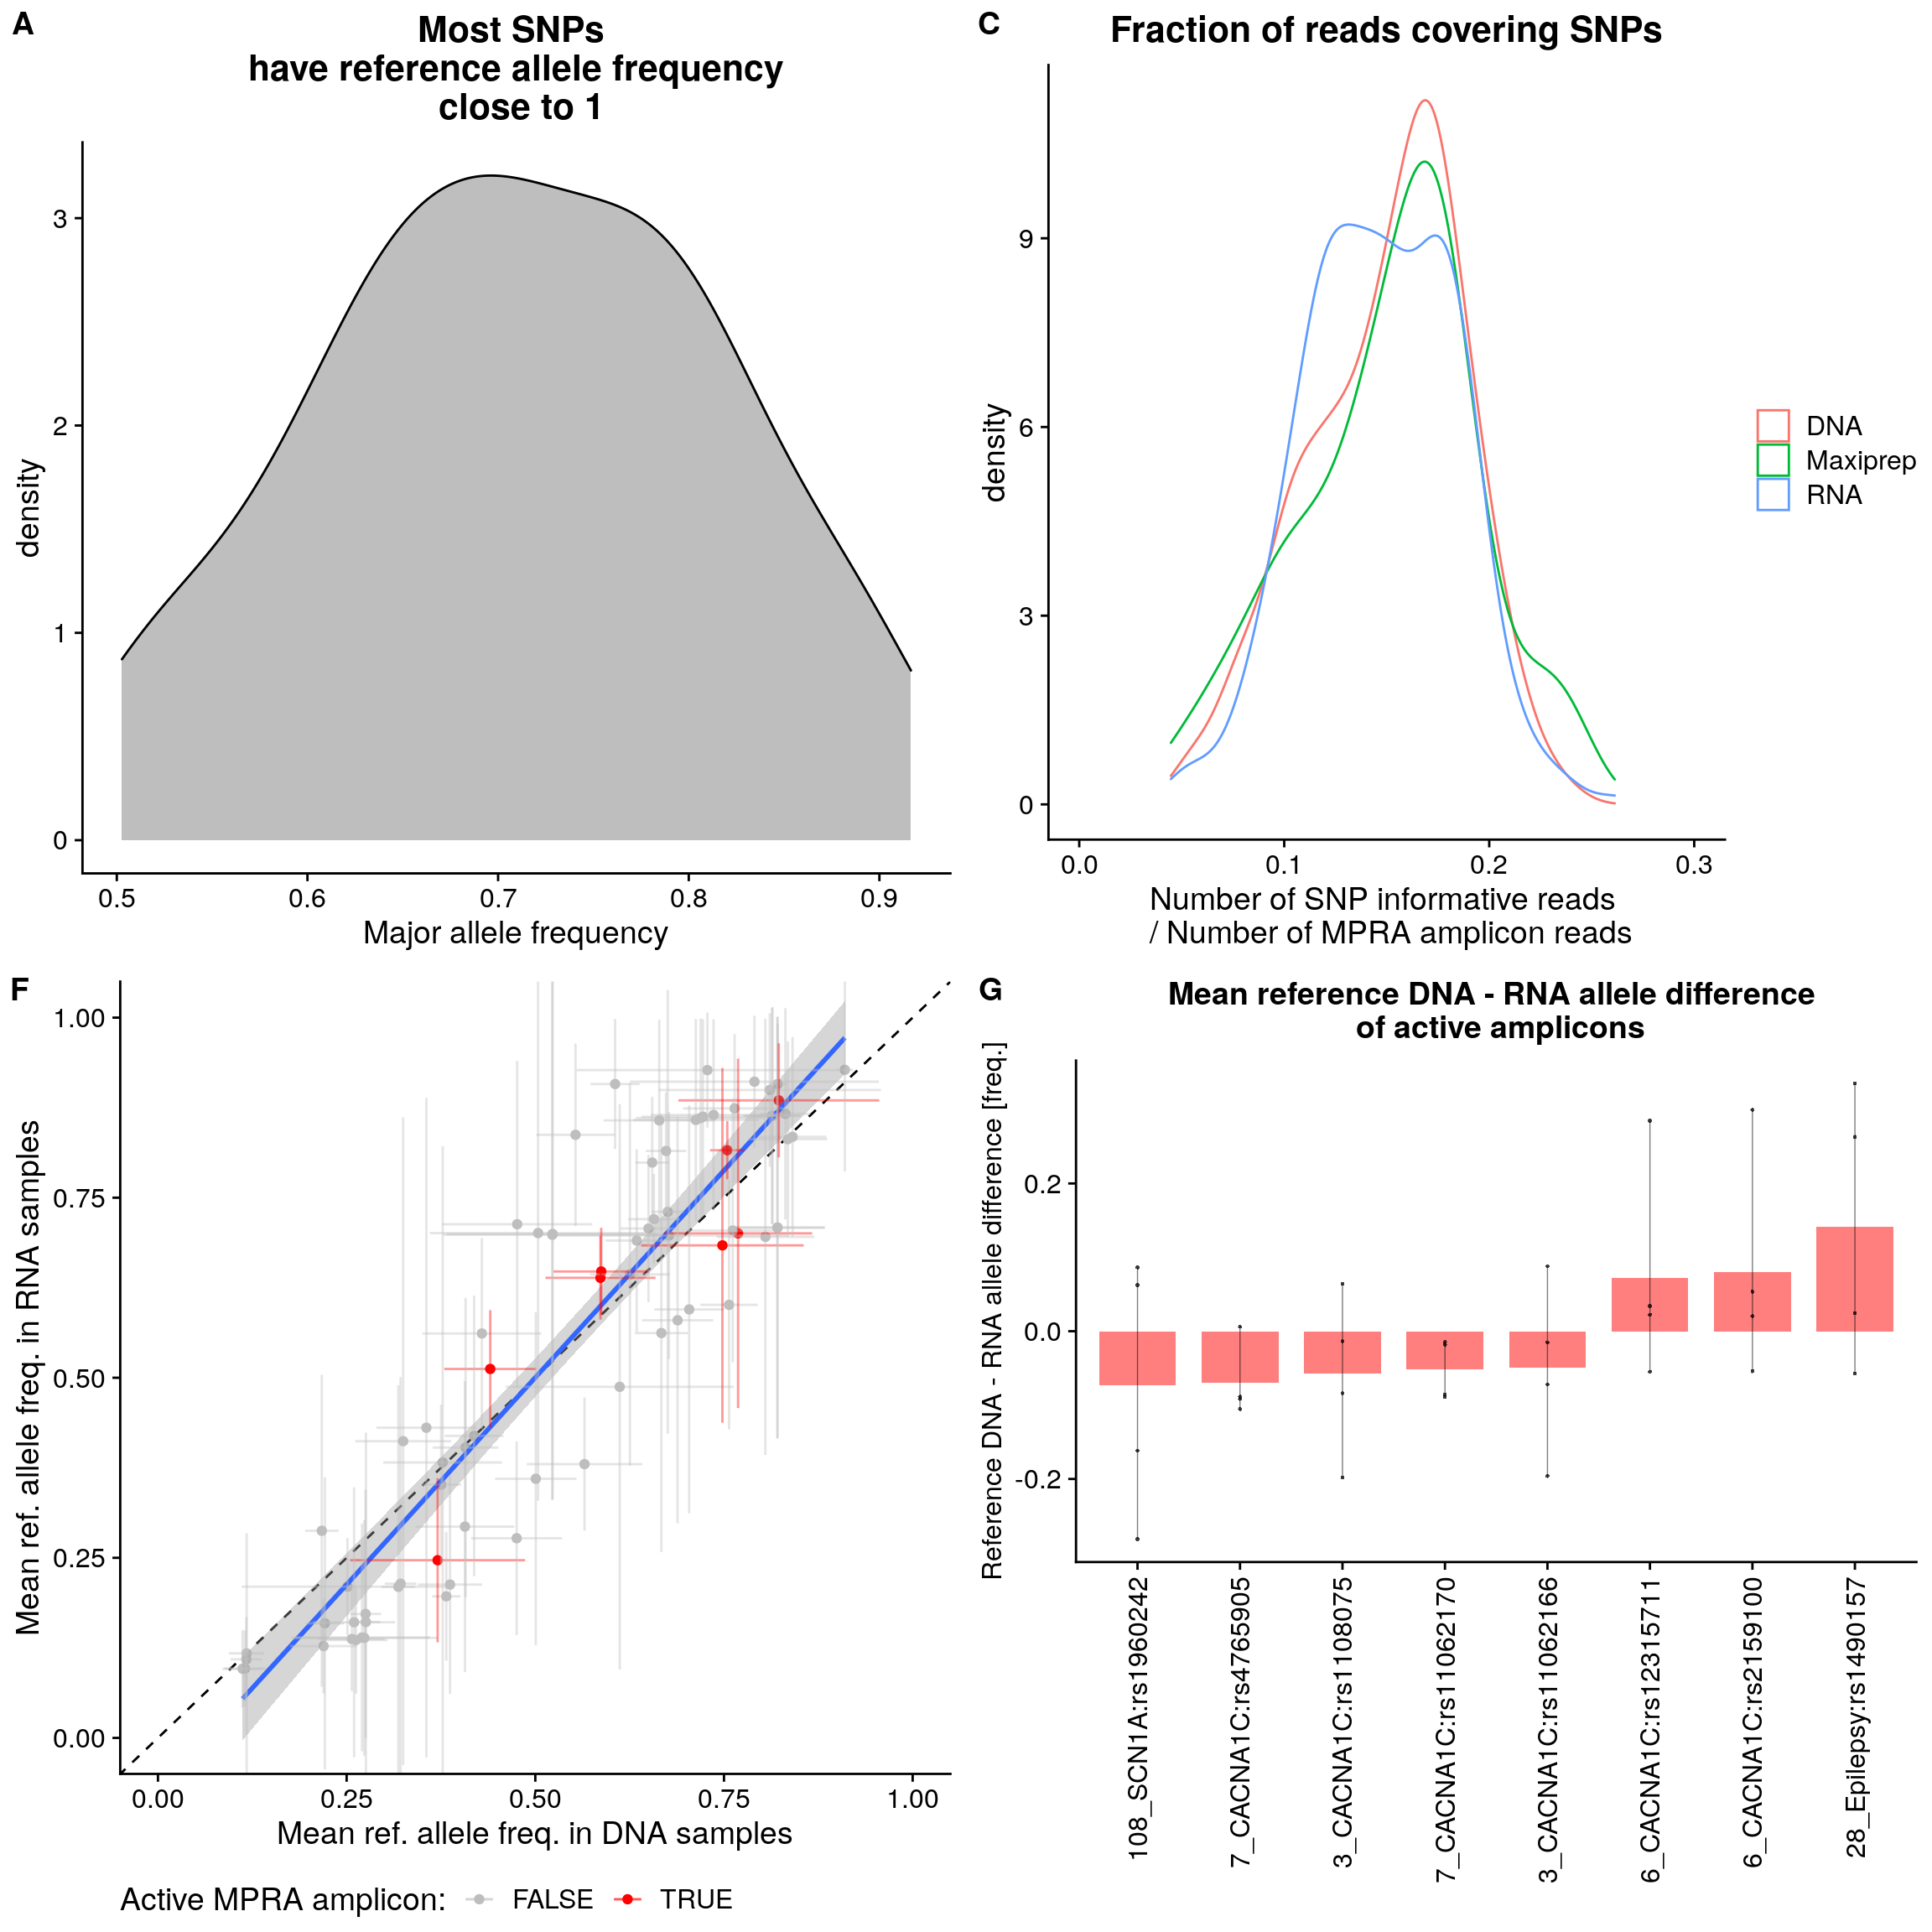 A
Most SNPs
have reference allele frequency
close to 1
density
3
2
1
0
0.5 0.6 0.7 0.8 0.9
Major allele frequency
C
Fraction of reads covering SNPs
density
9
6
3
0
0.0 0.1 0.2 0.3
Number of SNP informative reads
/ Number of MPRA amplicon reads
DNA
Maxiprep
RNA
F
Mean ref. allele freq. in RNA samples
1.00
0.75
0.50
0.25
0.00
0.00 0.25 0.50 0.75 1.00
Mean ref. allele freq. in DNA samples
Active MPRA amplicon: FALSE TRUE
G
Mean reference DNA - RNA allele difference
of active amplicons
Reference DNA - RNA allele difference [freq.]
0.2
0.0
-0.2
108_SCN1A:rs1960242
7_CACNA1C:rs4765905
3_CACNA1C:rs1108075
7_CACNA1C:rs11062170
3_CACNA1C:rs11062166
6_CACNA1C:rs12315711
6_CACNA1C:rs2159100
28_Epilepsy:rs1490157